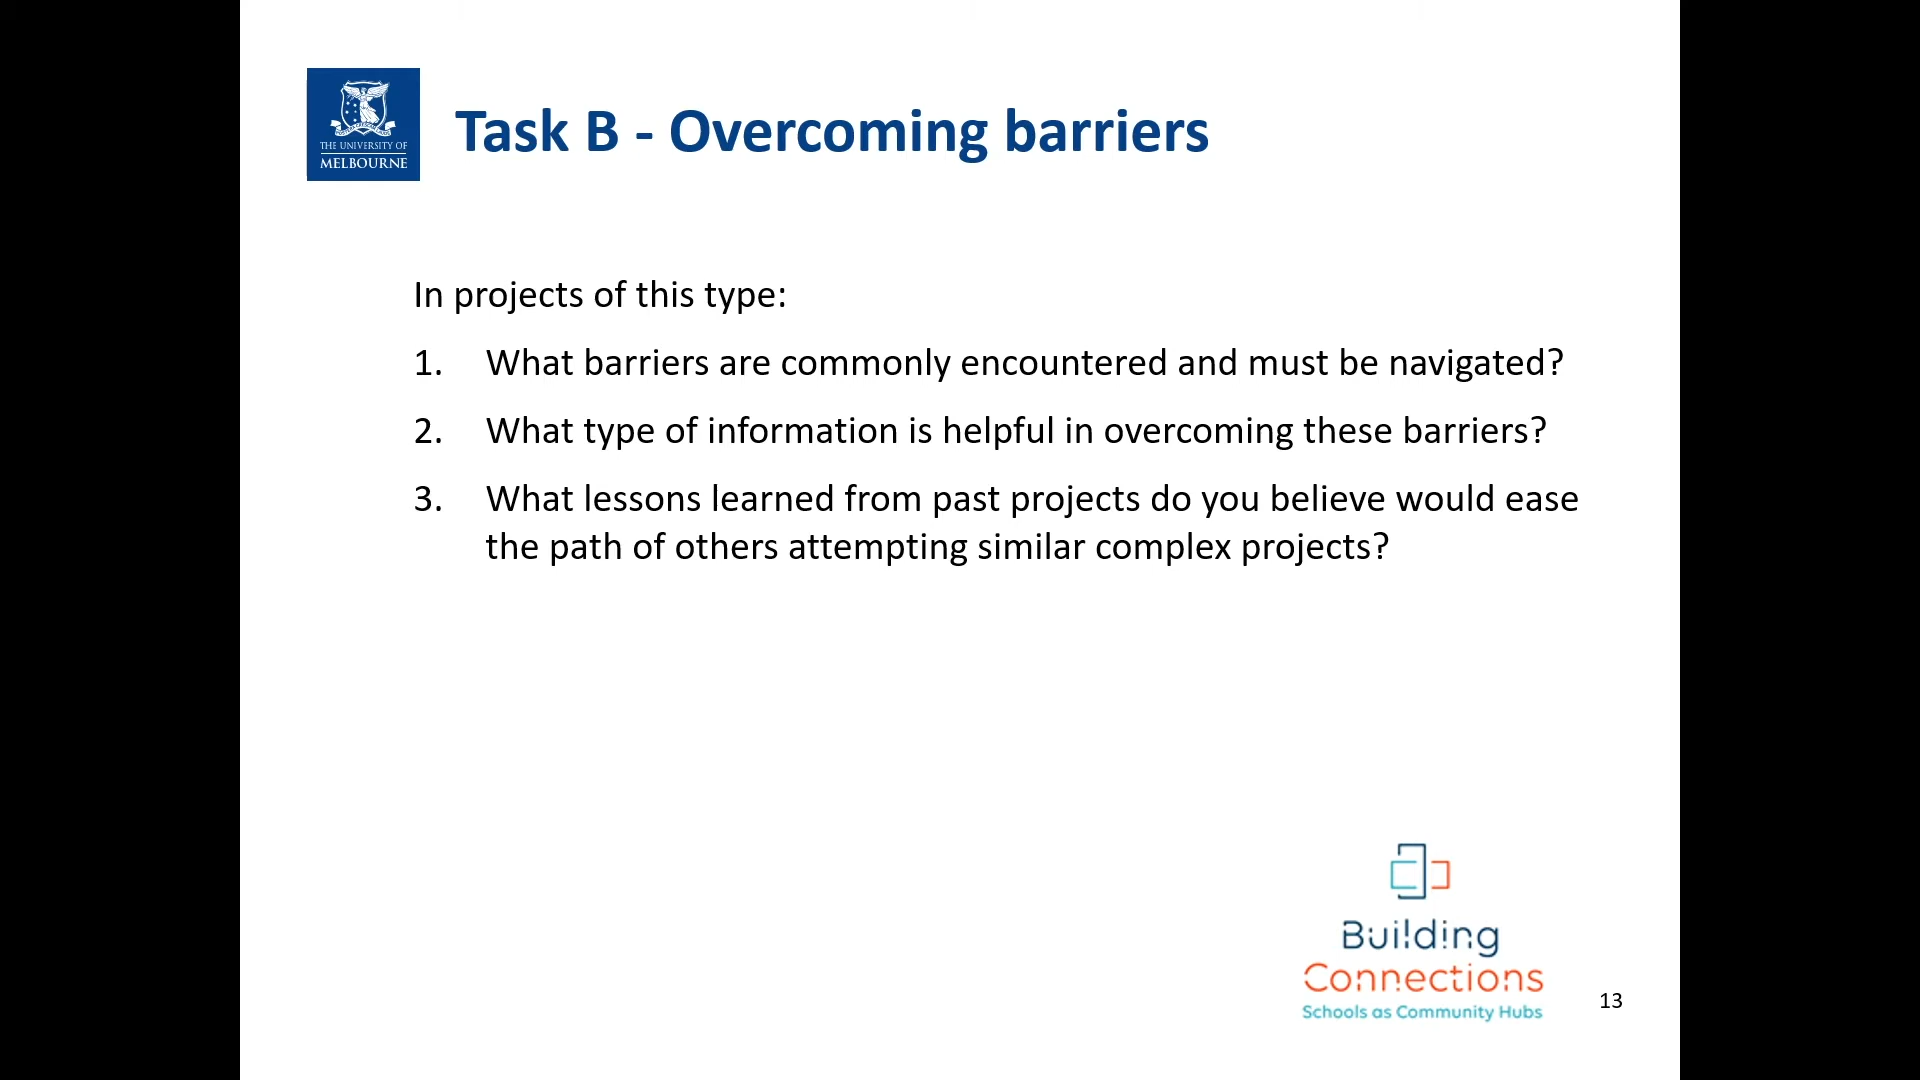 THE UNIVERSITY OF
MELBOURNE
Task B - Overcoming barriers
In projects of this type:
1. What barriers are commonly encountered and must be navigated?
2. What type of information is helpful in overcoming these barriers?
3. What lessons learned from past projects do you believe would ease
the path of others attempting similar complex projects?
Building
Connections
Schools as Community Hubs
13